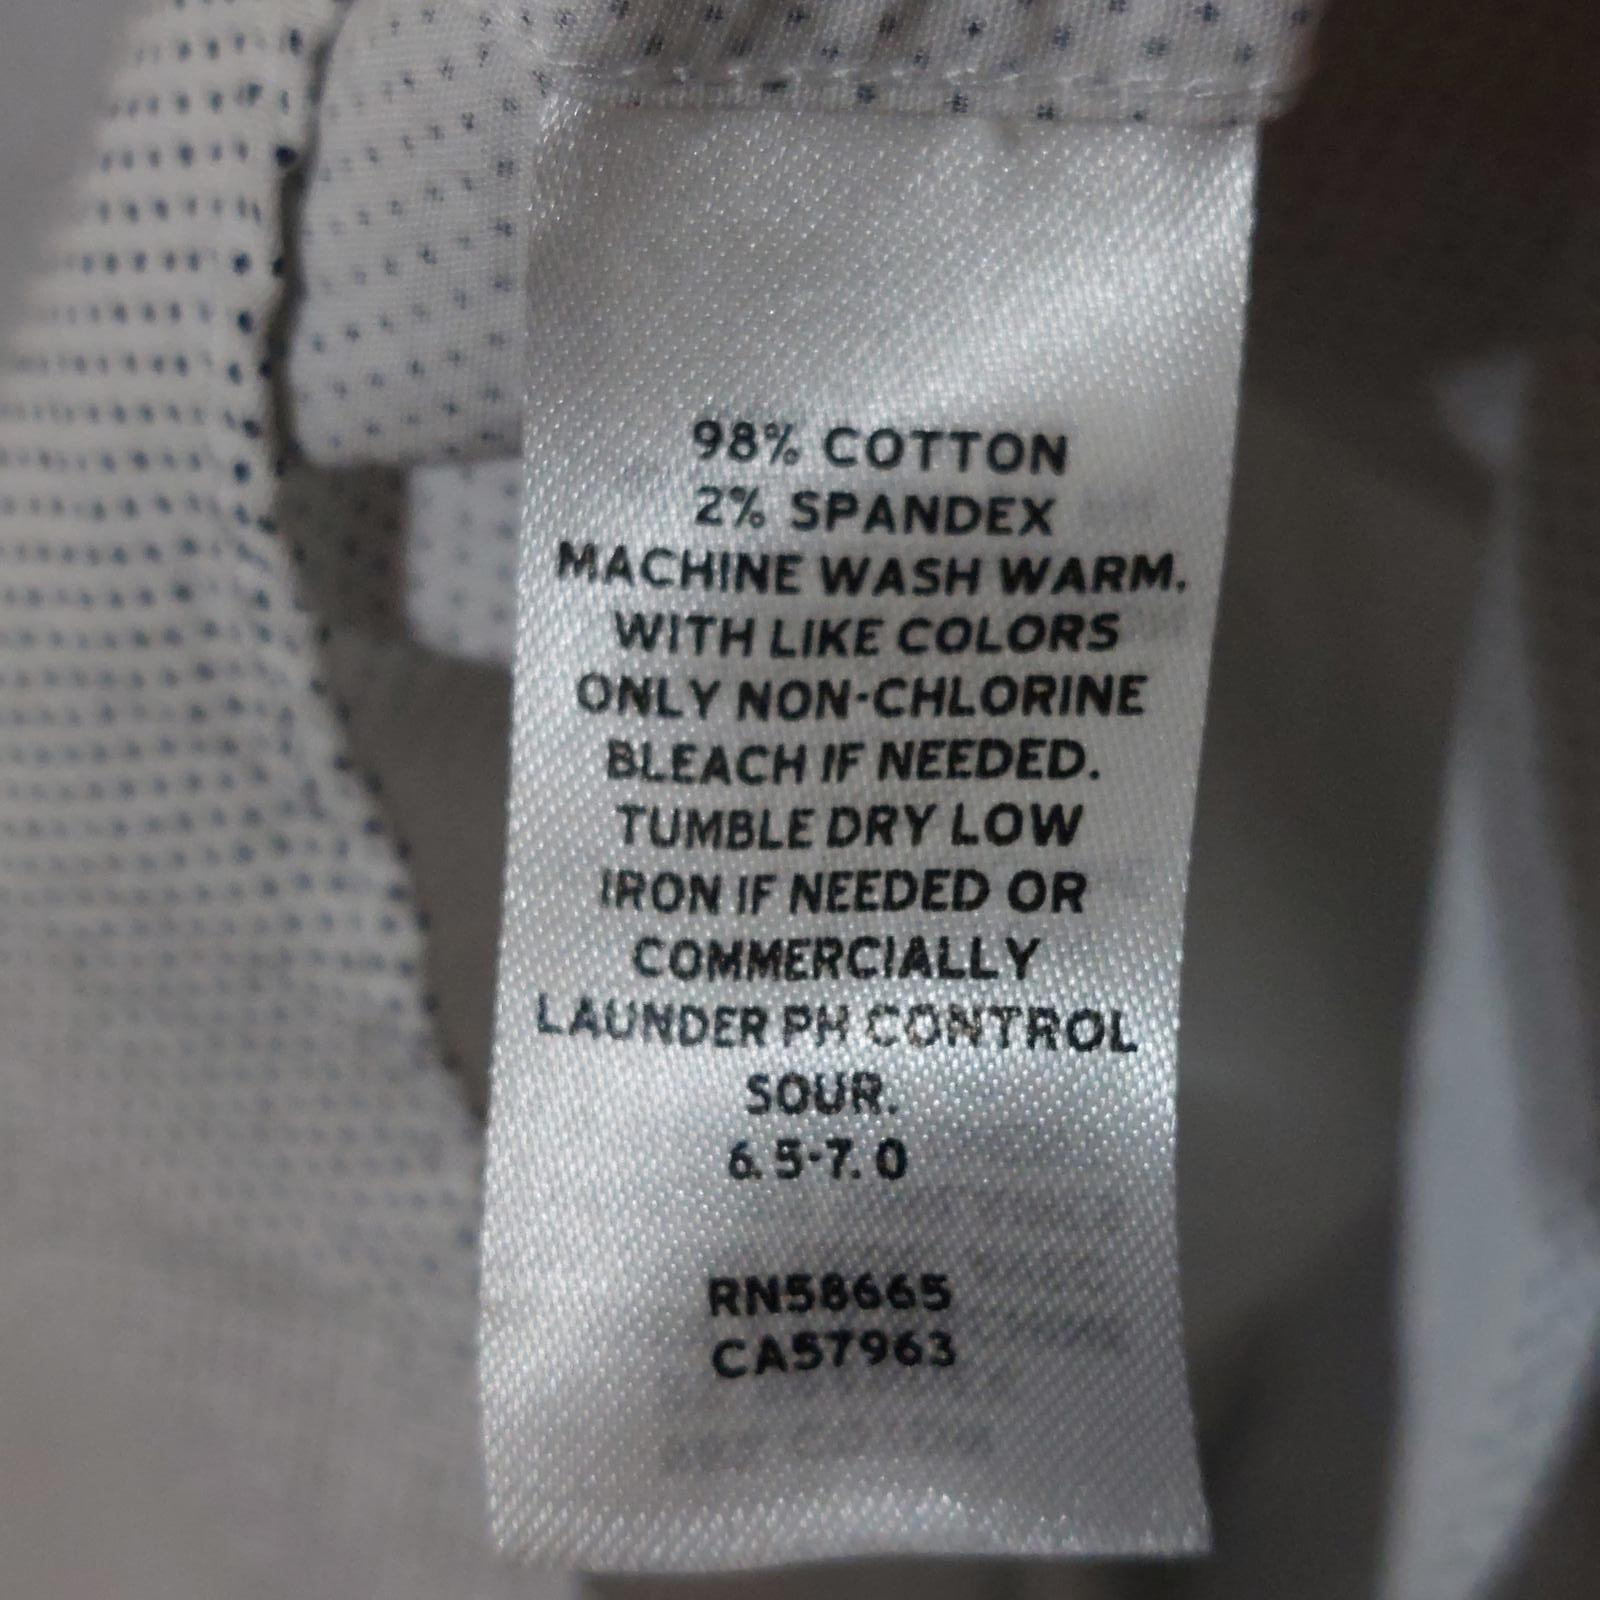 98% COTTON
2% SPANDEX
MACHINE WASH WARM.
WITH LIKE COLORS
ONLY NON-CHLORINE
BLEACH IF NEEDED.
TUMBLE DRY LOW
IRON IF NEEDED OR
COMMERCIALLY
LAUNDER PH CONTROL
SOUR.
6.5-7.0
RN58665
CA57963